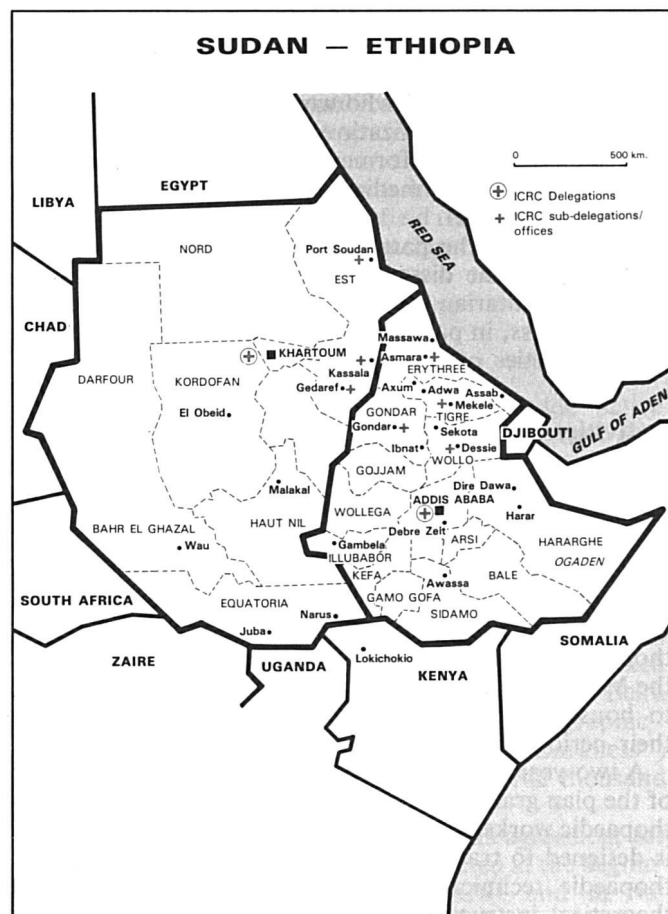 SUDAN — ETHIOPIA
0 500 km.
ICRC Delegations
ICRC sub-delegations/
offices
LIBYA
EGYPT
RED SEA
NORD
Port Soudan
EST
CHAD
Massawa
KHARTOUM
Asmara
Kassala
ERYTHREE
DARFOUR
KORDOFAN
Gedaref
Axum
Adwa
Assab
Mekele
TIGRE
GONDAR
El Obeid
Gondar
Sekota
DJIBOUTI
GULF OF ADEN
Ibnat
Dessie
WOLLO
GOJJAM
Malakal
Dire Dawa
ADDIS ABABA
WOLLEGA
Harar
BAHR EL GHAZAL
HAUT NIL
Debre Zeit
ARSI
Wau
Gambela
HARARGHE
ILLUBABOR
OGADEN
KEFA
BALE
Awassa
SOUTH AFRICA
EQUATORIA
GAMO GOFA
Narus
SIDAMO
Juba
SOMALIA
ZAIRE
UGANDA
Lokichokio
KENYA